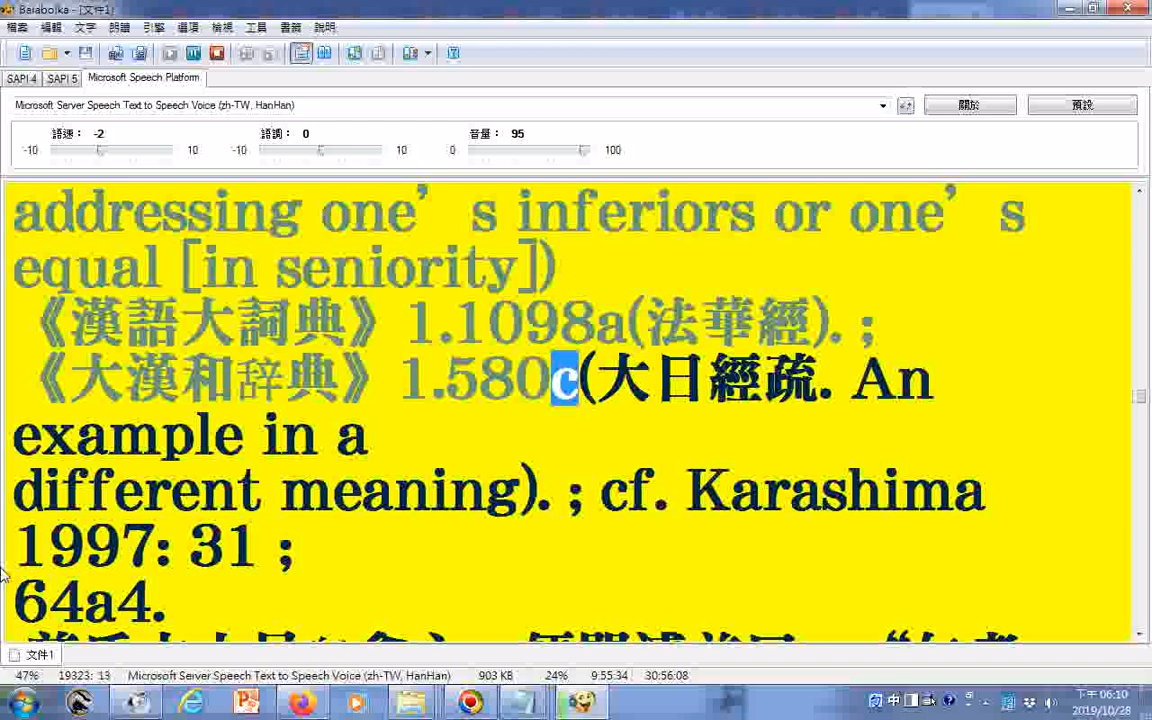 Balabolka - [文件1]
檔案 編輯 文字 朗讀 引擎 選項 檢視 工具 書籤 說明
SAPI 4 SAPI 5 Microsoft Speech Platform
Microsoft Server Speech Text to Speech Voice (zh-TW, HanHan) 關於 預設
語速： -2 語調： 0 音量： 95
-10 10 -10 10 0 100
addressing one’s inferiors or one’s
equal [in seniority])
《漢語大詞典》 1.1098a(法華經). ;
《大漢和辞典》 1.580c(大日經疏. An
example in a
different meaning). ; cf. Karashima
1997: 31 ;
64a4.
文件1
47% 19323: 13 Microsoft Server Speech Text to Speech Voice (zh-TW, HanHan) 903 KB 24% 9:55:34 30:56:08
中 下午 06:10
2019/10/28